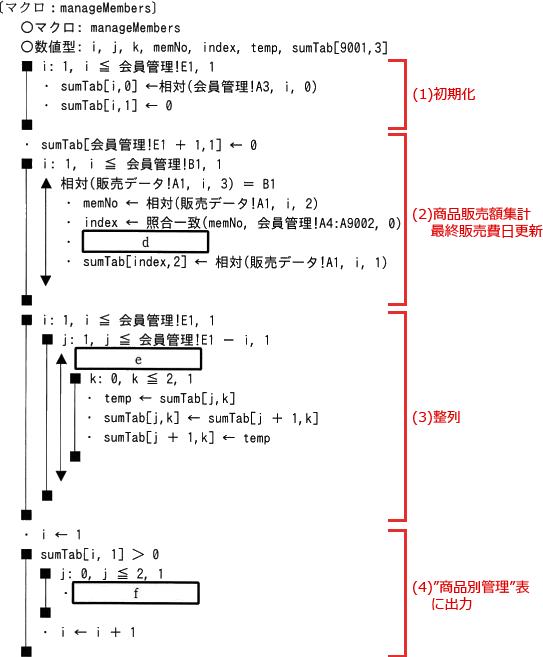 〔マクロ：manageMembers〕
○マクロ: manageMembers
○数値型: i, j, k, memNo, index, temp, sumTab[9001,3]
■ i: 1, i ≦ 会員管理!E1, 1
・ sumTab[i,0] ←相対(会員管理!A3, i, 0)
・ sumTab[i,1] ← 0
(1)初期化
・ sumTab[会員管理!E1 + 1,1] ← 0
■ i: 1, i ≦ 会員管理!B1, 1
相対(販売データ!A1, i, 3) = B1
・ memNo ← 相対(販売データ!A1, i, 2)
・ index ← 照合一致(memNo, 会員管理!A4:A9002, 0)
・ d
・ sumTab[index,2] ← 相対(販売データ!A1, i, 1)
(2)商品販売額集計
最終販売費日更新
■ i: 1, i ≦ 会員管理!E1, 1
■ j: 1, j ≦ 会員管理!E1 － i, 1
e
■ k: 0, k ≦ 2, 1
・ temp ← sumTab[j,k]
・ sumTab[j,k] ← sumTab[j + 1,k]
・ sumTab[j + 1,k] ← temp
(3)整列
・ i ← 1
■ sumTab[i, 1] > 0
■ j: 0, j ≦ 2, 1
・ f
・ i ← i + 1
(4)”商品別管理”表
に出力